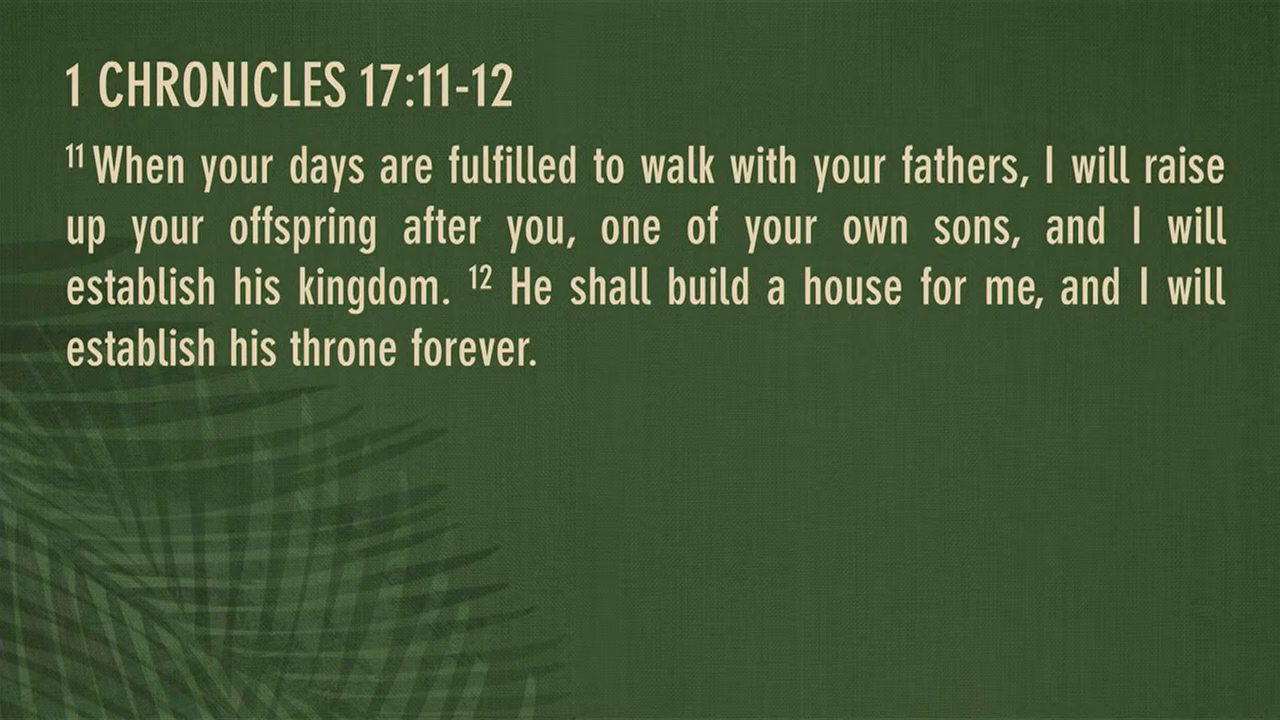 1 CHRONICLES 17:11-12
11 When your days are fulfilled to walk with your fathers, I will raise
up your offspring after you, one of your own sons, and I will
establish his kingdom. 12 He shall build a house for me, and I will
establish his throne forever.